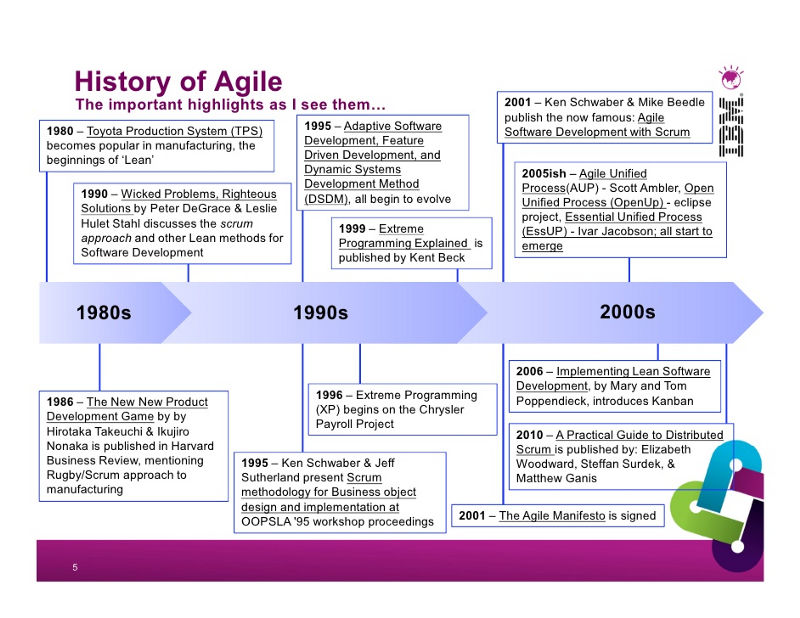 History of Agile
The important highlights as I see them…
1980 – Toyota Production System (TPS)
becomes popular in manufacturing, the
beginnings of ‘Lean’
1990 – Wicked Problems, Righteous
Solutions by Peter DeGrace & Leslie
Hulet Stahl discusses the scrum
approach and other Lean methods for
Software Development
1995 – Adaptive Software
Development, Feature
Driven Development, and
Dynamic Systems
Development Method
(DSDM), all begin to evolve
1999 – Extreme
Programming Explained is
published by Kent Beck
2001 – Ken Schwaber & Mike Beedle
publish the now famous: Agile
Software Development with Scrum
IBM®
2005ish – Agile Unified
Process(AUP) - Scott Ambler, Open
Unified Process (OpenUp) - eclipse
project, Essential Unified Process
(EssUP) - Ivar Jacobson; all start to
emerge
1980s
1990s
2000s
1986 – The New New Product
Development Game by by
Hirotaka Takeuchi & Ikujiro
Nonaka is published in Harvard
Business Review, mentioning
Rugby/Scrum approach to
manufacturing
1996 – Extreme Programming
(XP) begins on the Chrysler
Payroll Project
1995 – Ken Schwaber & Jeff
Sutherland present Scrum
methodology for Business object
design and implementation at
OOPSLA '95 workshop proceedings
2006 – Implementing Lean Software
Development, by Mary and Tom
Poppendieck, introduces Kanban
2010 – A Practical Guide to Distributed
Scrum is published by: Elizabeth
Woodward, Steffan Surdek, &
Matthew Ganis
2001 – The Agile Manifesto is signed
5